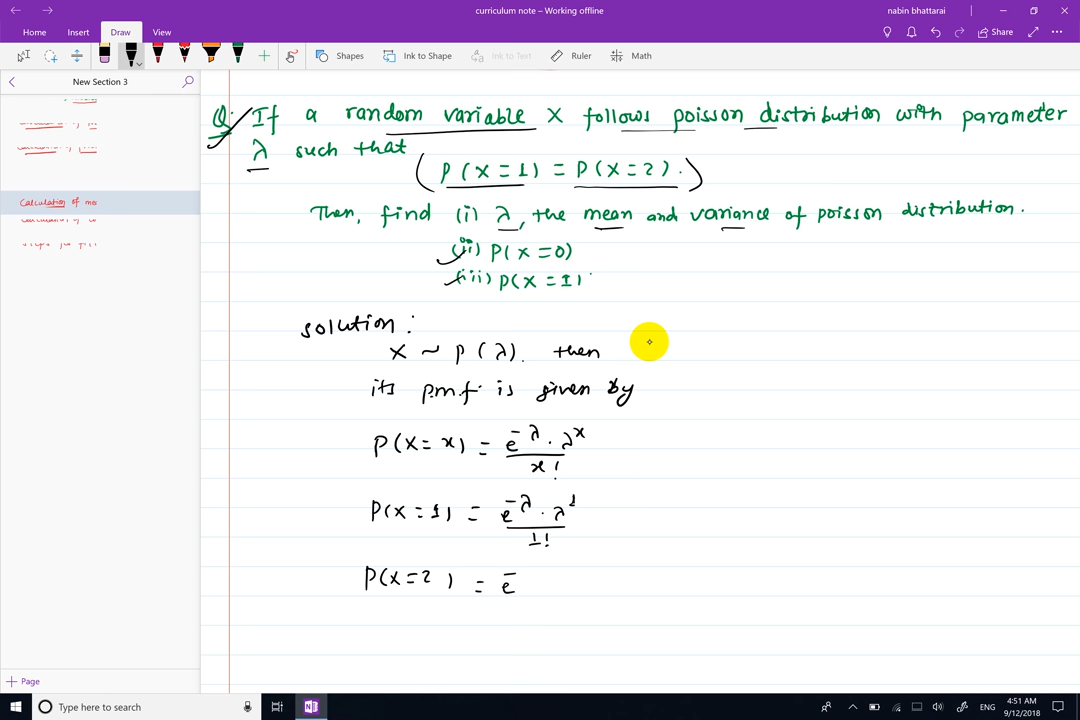 curriculum note – Working offline
nabin bhattarai
Home Insert Draw View
Share
Shapes Ink to Shape Ink to Text Ruler Math
New Section 3
Calculation of me
Q. If a random variable X follows poisson distribution with parameter
λ such that
(P(X=1) = P(X=2).)
Then, find (i) λ, the mean and variance of poisson distribution.
(ii) P(X=0)
(iii) P(X=1)
solution:
X ~ P(λ). then
its p.m.f. is given by
P(X=x) = e^-λ . λ^x / x!
P(X=1) = e^-λ . λ^1 / 1!
P(X=2) = e^-
Page
Type here to search
ENG
4:51 AM
9/12/2018